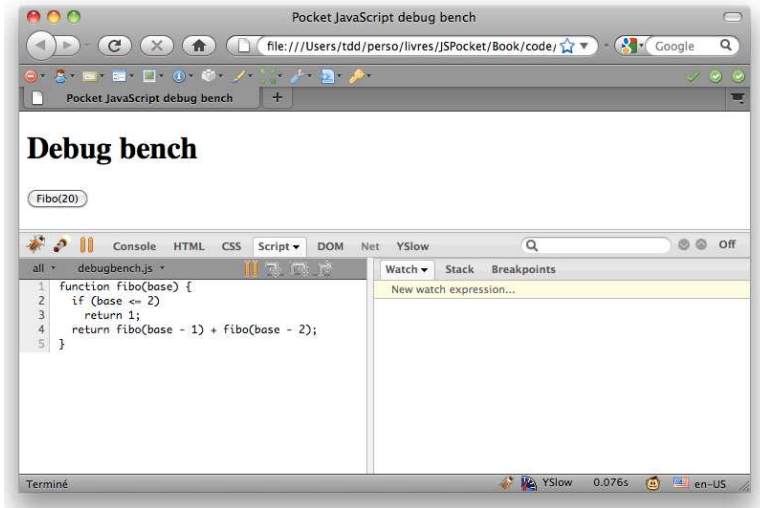 Pocket JavaScript debug bench
file:///Users/tdd/perso/livres/JSPocket/Book/code/
Google
Pocket JavaScript debug bench
+
Debug bench
Fibo(20)
Console HTML CSS Script DOM Net YSlow
Off
all debugbench.js
Watch Stack Breakpoints
New watch expression...
1 function fibo(base) {
2 if (base <= 2)
3 return 1;
4 return fibo(base - 1) + fibo(base - 2);
5 }
Terminé
YSlow 0.076s en-US